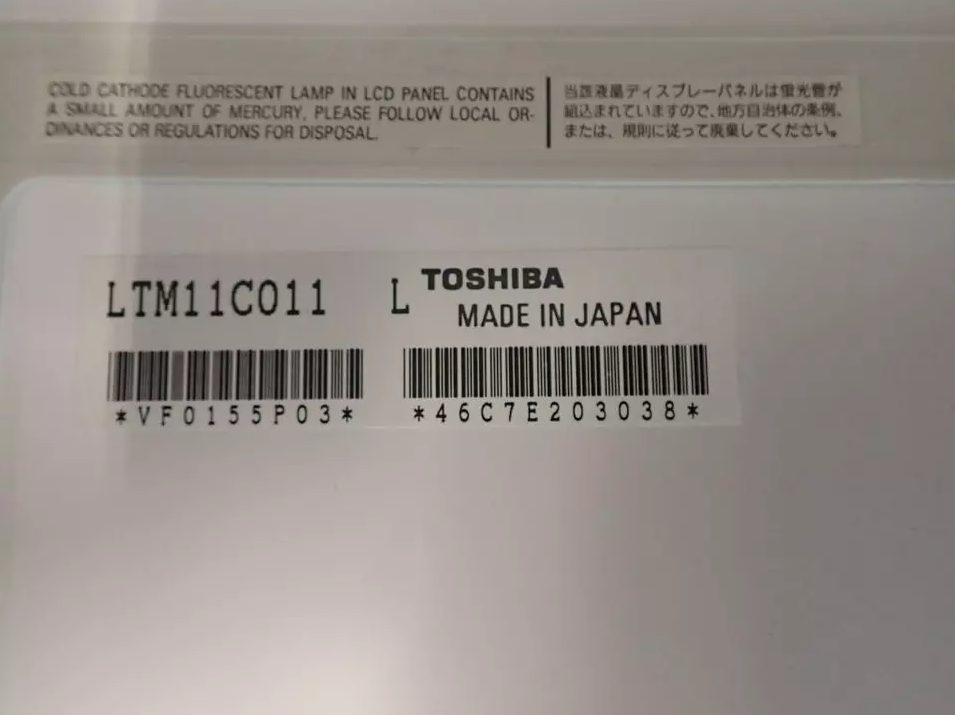 COLD CATHODE FLUORESCENT LAMP IN LCD PANEL CONTAINS
A SMALL AMOUNT OF MERCURY, PLEASE FOLLOW LOCAL OR-
DINANCES OR REGULATIONS FOR DISPOSAL.
当該液晶ディスプレーパネルは蛍光管が
組込まれていますので、地方自治体の条例、
または、規則に従って廃棄してください。
LTM11C011 L TOSHIBA
MADE IN JAPAN
*VF0155P03* *46C7E203038*